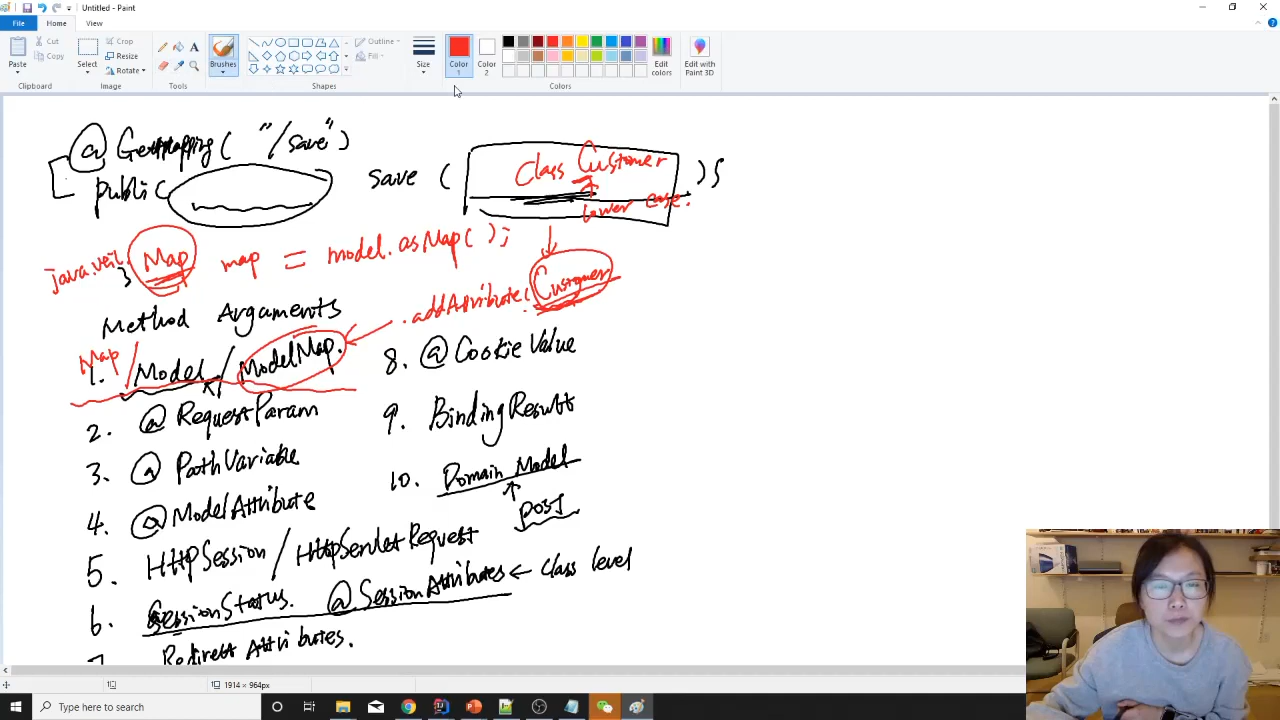 Untitled - Paint
File
Home
View
Paste
Cut
Copy
Clipboard
Select
Crop
Resize
Rotate
Image
Tools
Brushes
Shapes
Outline
Fill
Size
Color 1
Color 2
Colors
Edit colors
Edit with Paint 3D
@ GetMapping( "/save")
public save ( Class Customer ){
lower case.
java.util. Map map = model.asMap( );
}
.addAttribute( Customer
Method Arguments
Map/
1. Model / ModelMap.
2. @ RequestParam
3. @ PathVariable
4. @ ModelAttribute
5. HttpSession / HttpServletRequest
6. SessionStatus. @SessionAttributes ← Class level
7. Redirect Attributes.
8. @ CookieValue
9. BindingResult
10. Domain Model
POST
1914 × 964px
100%
Type here to search